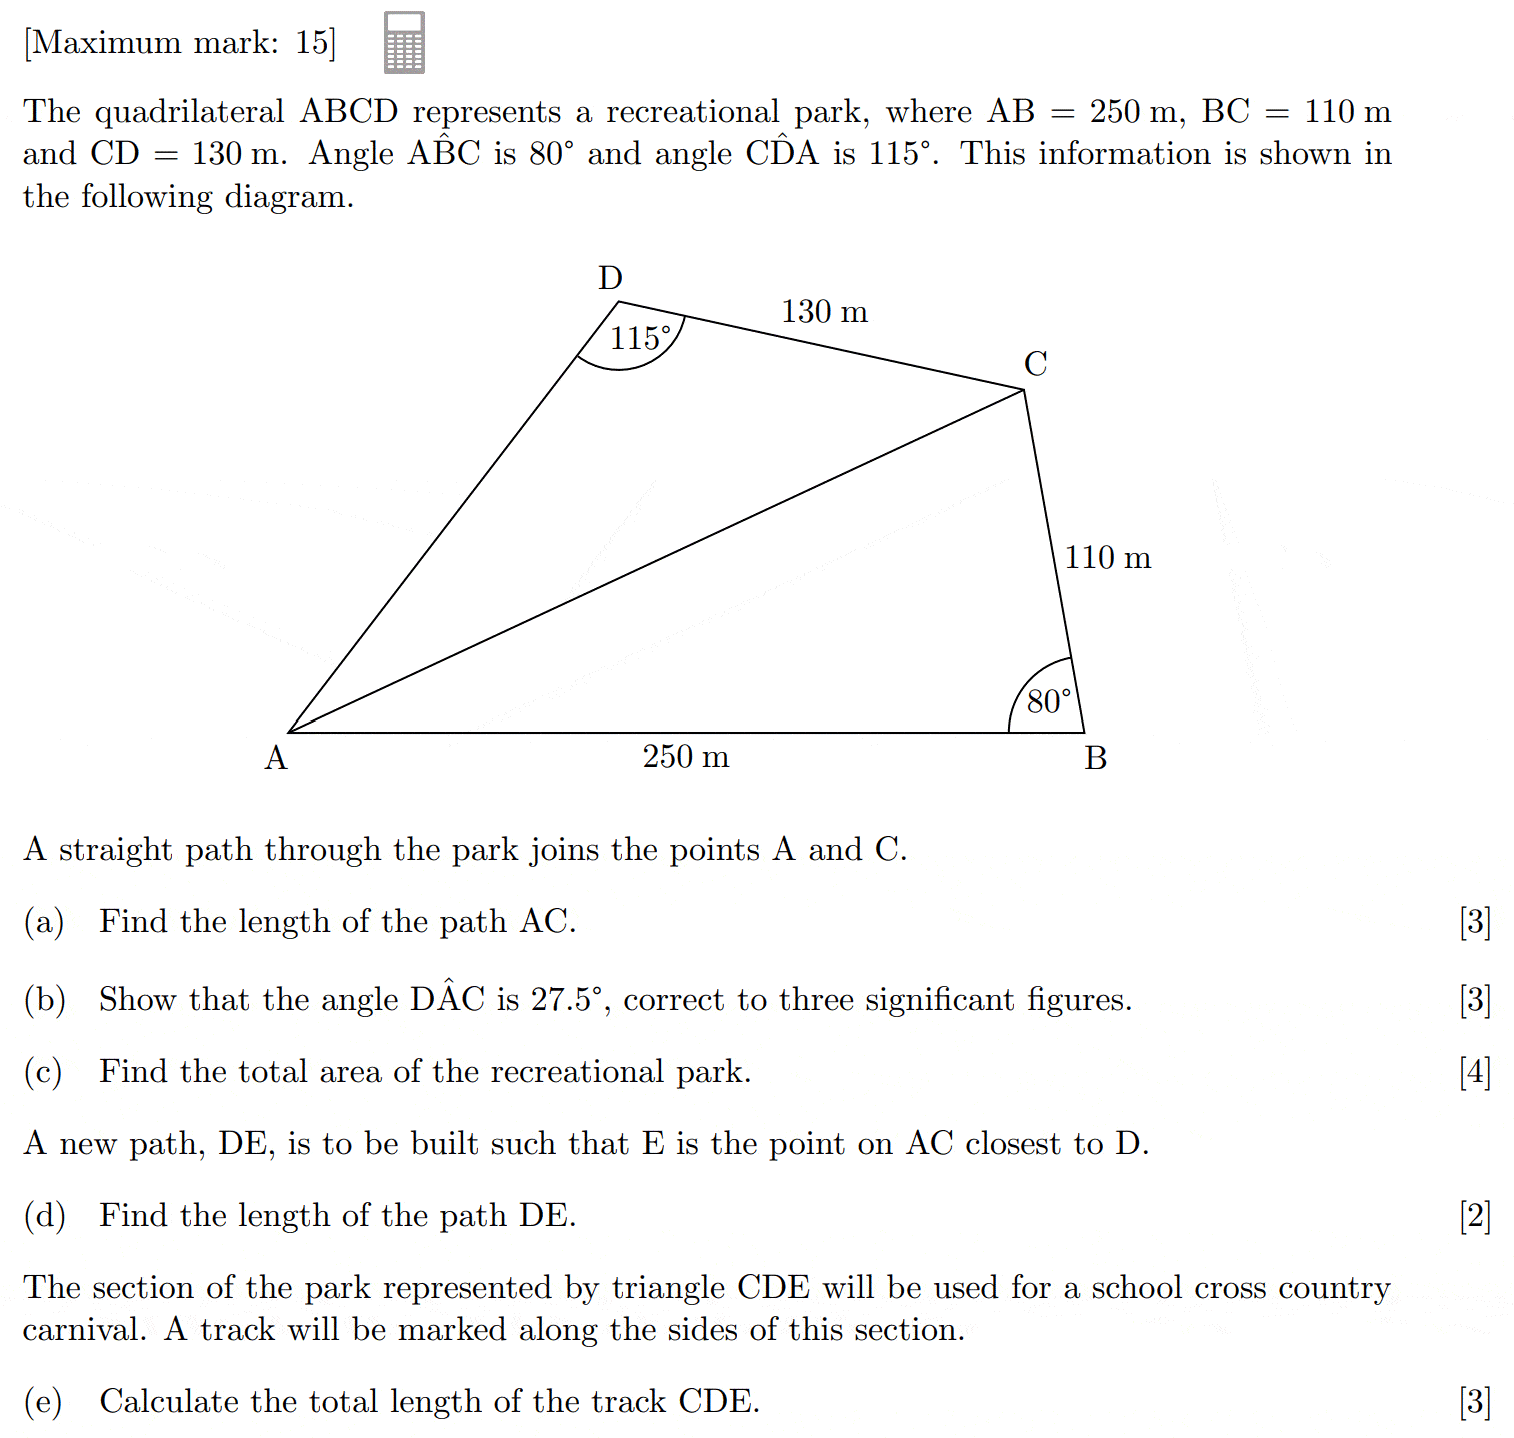 [Maximum mark: 15]
The quadrilateral ABCD represents a recreational park, where AB = 250 m, BC = 110 m
and CD = 130 m. Angle AB̂C is 80° and angle CD̂A is 115°. This information is shown in
the following diagram.
D
130 m
115°
C
110 m
80°
A
250 m
B
A straight path through the park joins the points A and C.
(a) Find the length of the path AC. [3]
(b) Show that the angle DÂC is 27.5°, correct to three significant figures. [3]
(c) Find the total area of the recreational park. [4]
A new path, DE, is to be built such that E is the point on AC closest to D.
(d) Find the length of the path DE. [2]
The section of the park represented by triangle CDE will be used for a school cross country
carnival. A track will be marked along the sides of this section.
(e) Calculate the total length of the track CDE. [3]